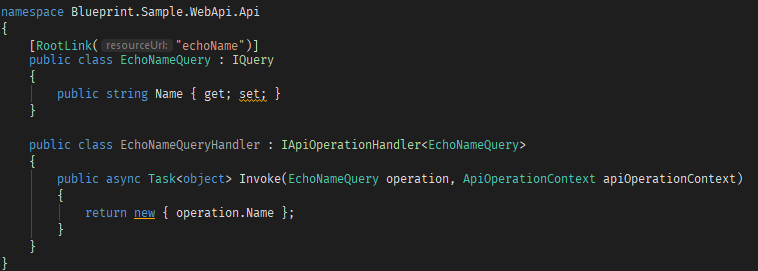 namespace Blueprint.Sample.WebApi.Api
{
    [RootLink( resourceUrl: "echoName")]
    public class EchoNameQuery : IQuery
    {
        public string Name { get; set; }
    }

    public class EchoNameQueryHandler : IApiOperationHandler<EchoNameQuery>
    {
        public async Task<object> Invoke(EchoNameQuery operation, ApiOperationContext apiOperationContext)
        {
            return new { operation.Name };
        }
    }
}